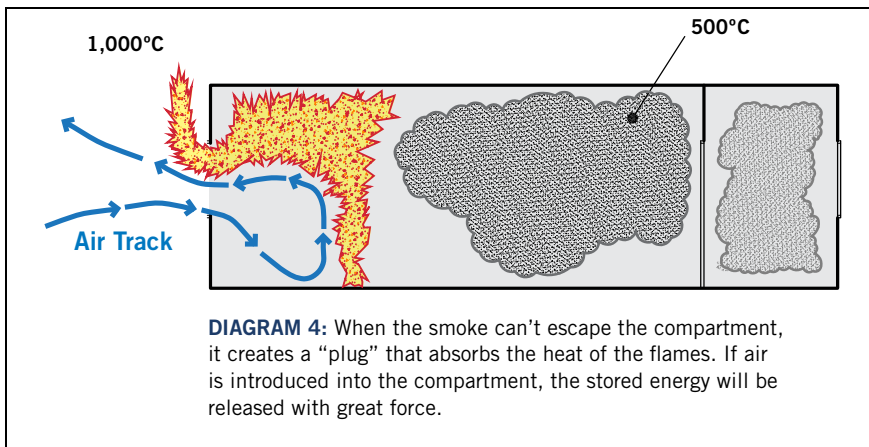 1,000°C
500°C
Air Track
DIAGRAM 4: When the smoke can’t escape the compartment,
it creates a “plug” that absorbs the heat of the flames. If air
is introduced into the compartment, the stored energy will be
released with great force.